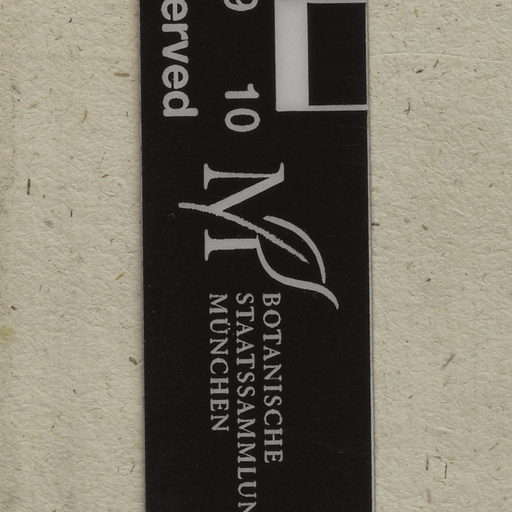 erved
9 10
BOTANISCHE
STAATSSAMMLUN
MÜNCHEN